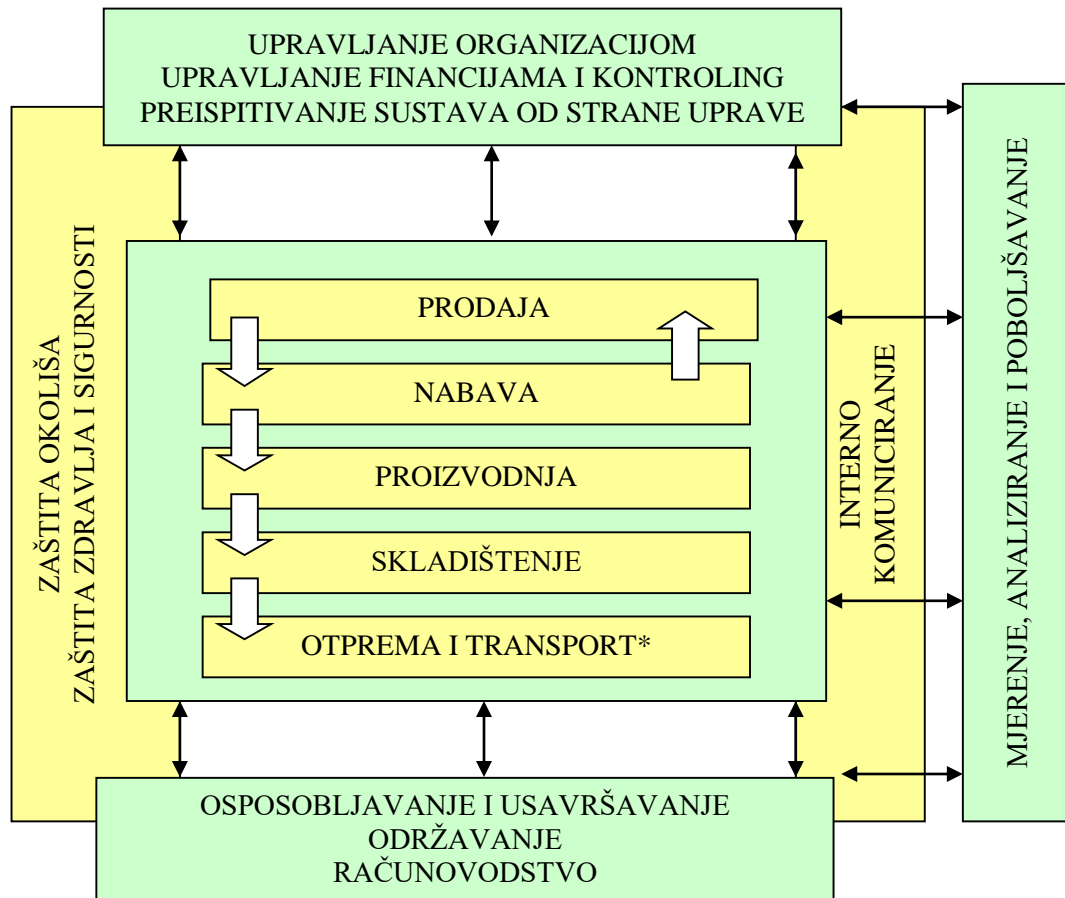 UPRAVLJANJE ORGANIZACIJOM
UPRAVLJANJE FINANCIJAMA I KONTROLING
PREISPITIVANJE SUSTAVA OD STRANE UPRAVE
ZAŠTITA OKOLIŠA
ZAŠTITA ZDRAVLJA I SIGURNOSTI
PRODAJA
NABAVA
PROIZVODNJA
SKLADIŠTENJE
OTPREMA I TRANSPORT*
INTERNO
KOMUNICIRANJE
MJERENJE, ANALIZIRANJE I POBOLJŠAVANJE
OSPOSOBLJAVANJE I USAVRŠAVANJE
ODRŽAVANJE
RAČUNOVODSTVO